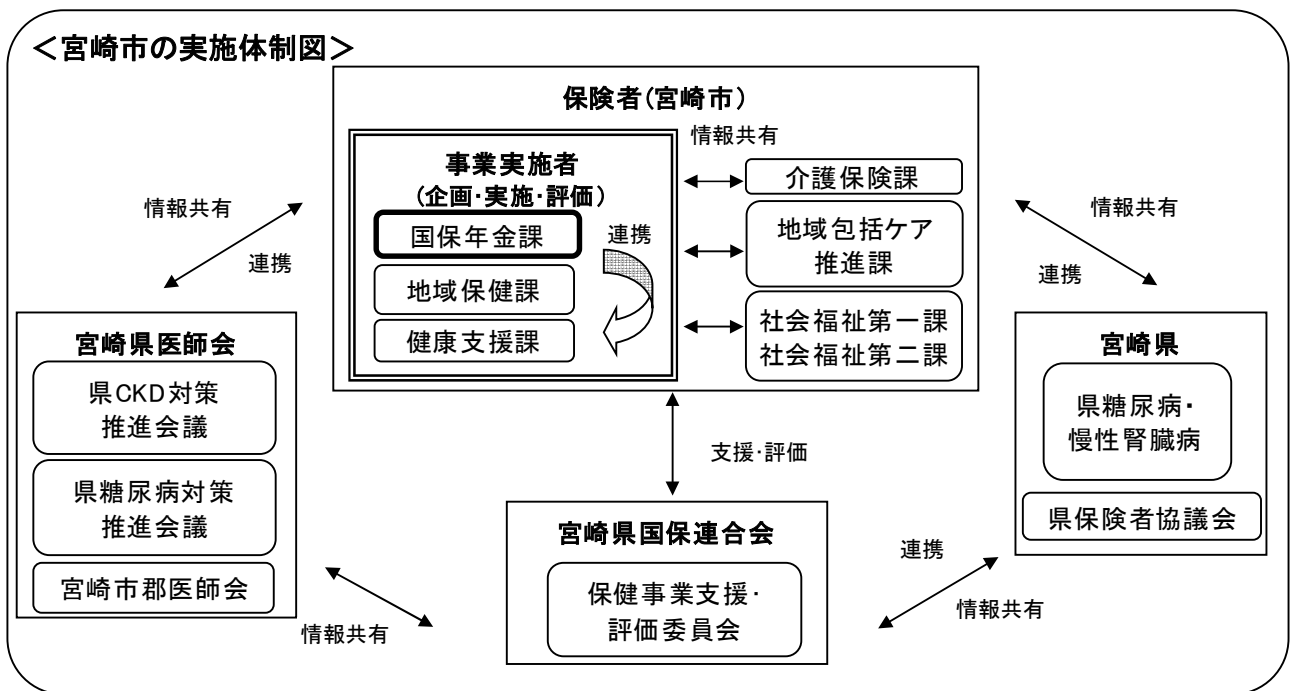 ＜宮崎市の実施体制図＞
保険者(宮崎市)
情報共有
事業実施者
(企画･実施･評価)
国保年金課
地域保健課
健康支援課
連携
介護保険課
地域包括ケア
推進課
社会福祉第一課
社会福祉第二課
情報共有
連携
情報共有
連携
宮崎県医師会
県CKD対策
推進会議
県糖尿病対策
推進会議
宮崎市郡医師会
宮崎県
県糖尿病･
慢性腎臓病
県保険者協議会
支援･評価
宮崎県国保連合会
保健事業支援･
評価委員会
情報共有
連携
情報共有